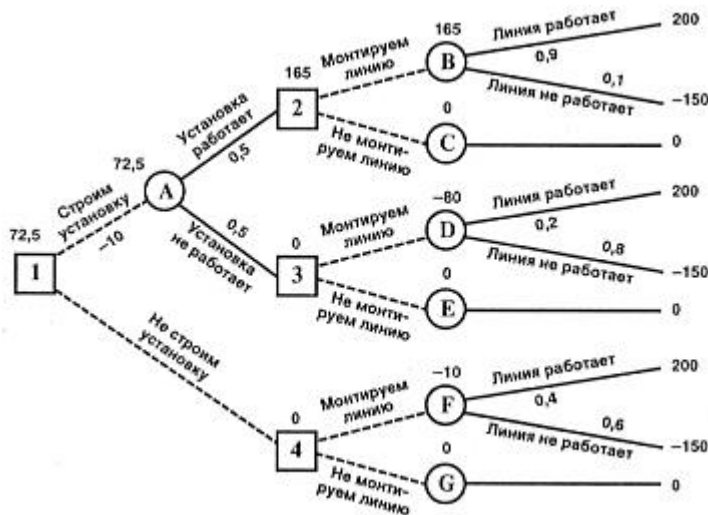 Линия работает
200
165
B
0,9
Монтируем
линию
0,1
Линия не работает
–150
165
2
0
C
0
Не монти-
руем линию
Установка
работает
0,5
72,5
A
Строим
установку
–10
72,5
1
0,5
Установка
не работает
Линия работает
200
–80
D
0,2
Монтируем
линию
0,8
Линия не работает
–150
0
3
0
E
0
Не монти-
руем линию
Не строим
установку
Линия работает
200
–10
F
0,4
Монтируем
линию
0,6
Линия не работает
–150
0
4
0
G
0
Не монти-
руем линию